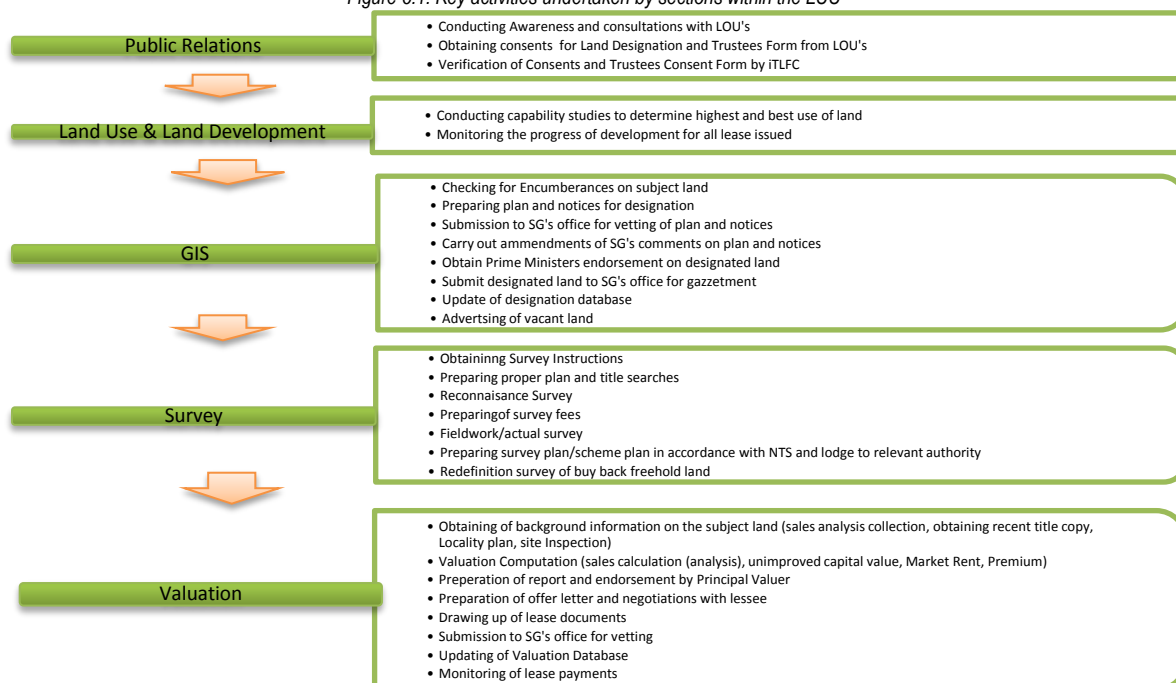 Figure 6.1: Key activities undertaken by sections within the LUU
Public Relations
• Conducting Awareness and consultations with LOU's
• Obtaining consents for Land Designation and Trustees Form from LOU's
• Verification of Consents and Trustees Consent Form by iTLFC
Land Use & Land Development
• Conducting capability studies to determine highest and best use of land
• Monitoring the progress of development for all lease issued
GIS
• Checking for Encumberances on subject land
• Preparing plan and notices for designation
• Submission to SG's office for vetting of plan and notices
• Carry out ammendments of SG's comments on plan and notices
• Obtain Prime Ministers endorsement on designated land
• Submit designated land to SG's office for gazzetment
• Update of designation database
• Advertsing of vacant land
Survey
• Obtaininng Survey Instructions
• Preparing proper plan and title searches
• Reconnaisance Survey
• Preparingof survey fees
• Fieldwork/actual survey
• Preparing survey plan/scheme plan in accordance with NTS and lodge to relevant authority
• Redefinition survey of buy back freehold land
Valuation
• Obtaining of background information on the subject land (sales analysis collection, obtaining recent title copy,
Locality plan, site Inspection)
• Valuation Computation (sales calculation (analysis), unimproved capital value, Market Rent, Premium)
• Preperation of report and endorsement by Principal Valuer
• Preparation of offer letter and negotiations with lessee
• Drawing up of lease documents
• Submission to SG's office for vetting
• Updating of Valuation Database
• Monitoring of lease payments